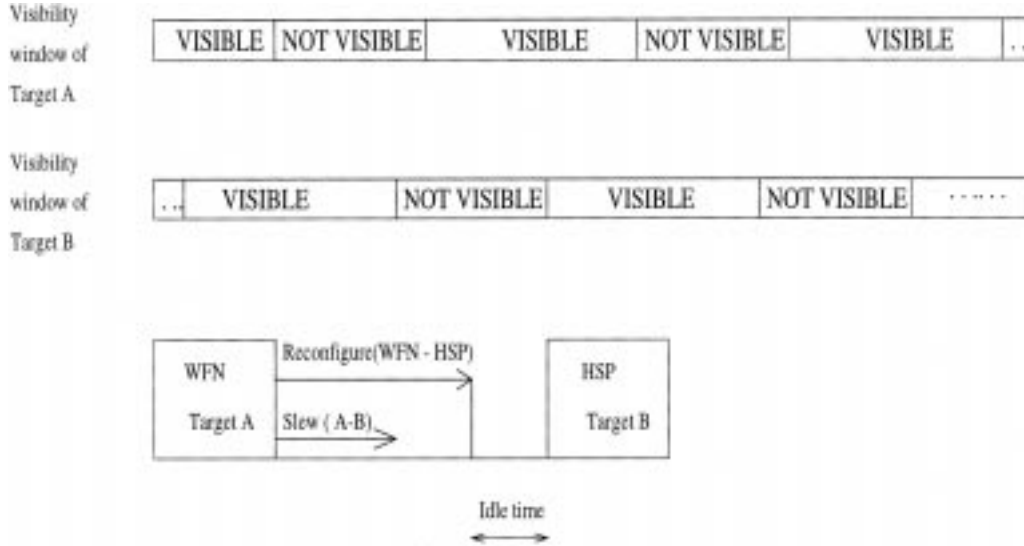 Visibility
window of
Target A
VISIBLE NOT VISIBLE VISIBLE NOT VISIBLE VISIBLE . .
Visibility
window of
Target B
. .. VISIBLE NOT VISIBLE VISIBLE NOT VISIBLE . . . . . .
WFN
Target A
Reconfigure(WFN - HSP)
Slew ( A-B)
HSP
Target B
Idle time